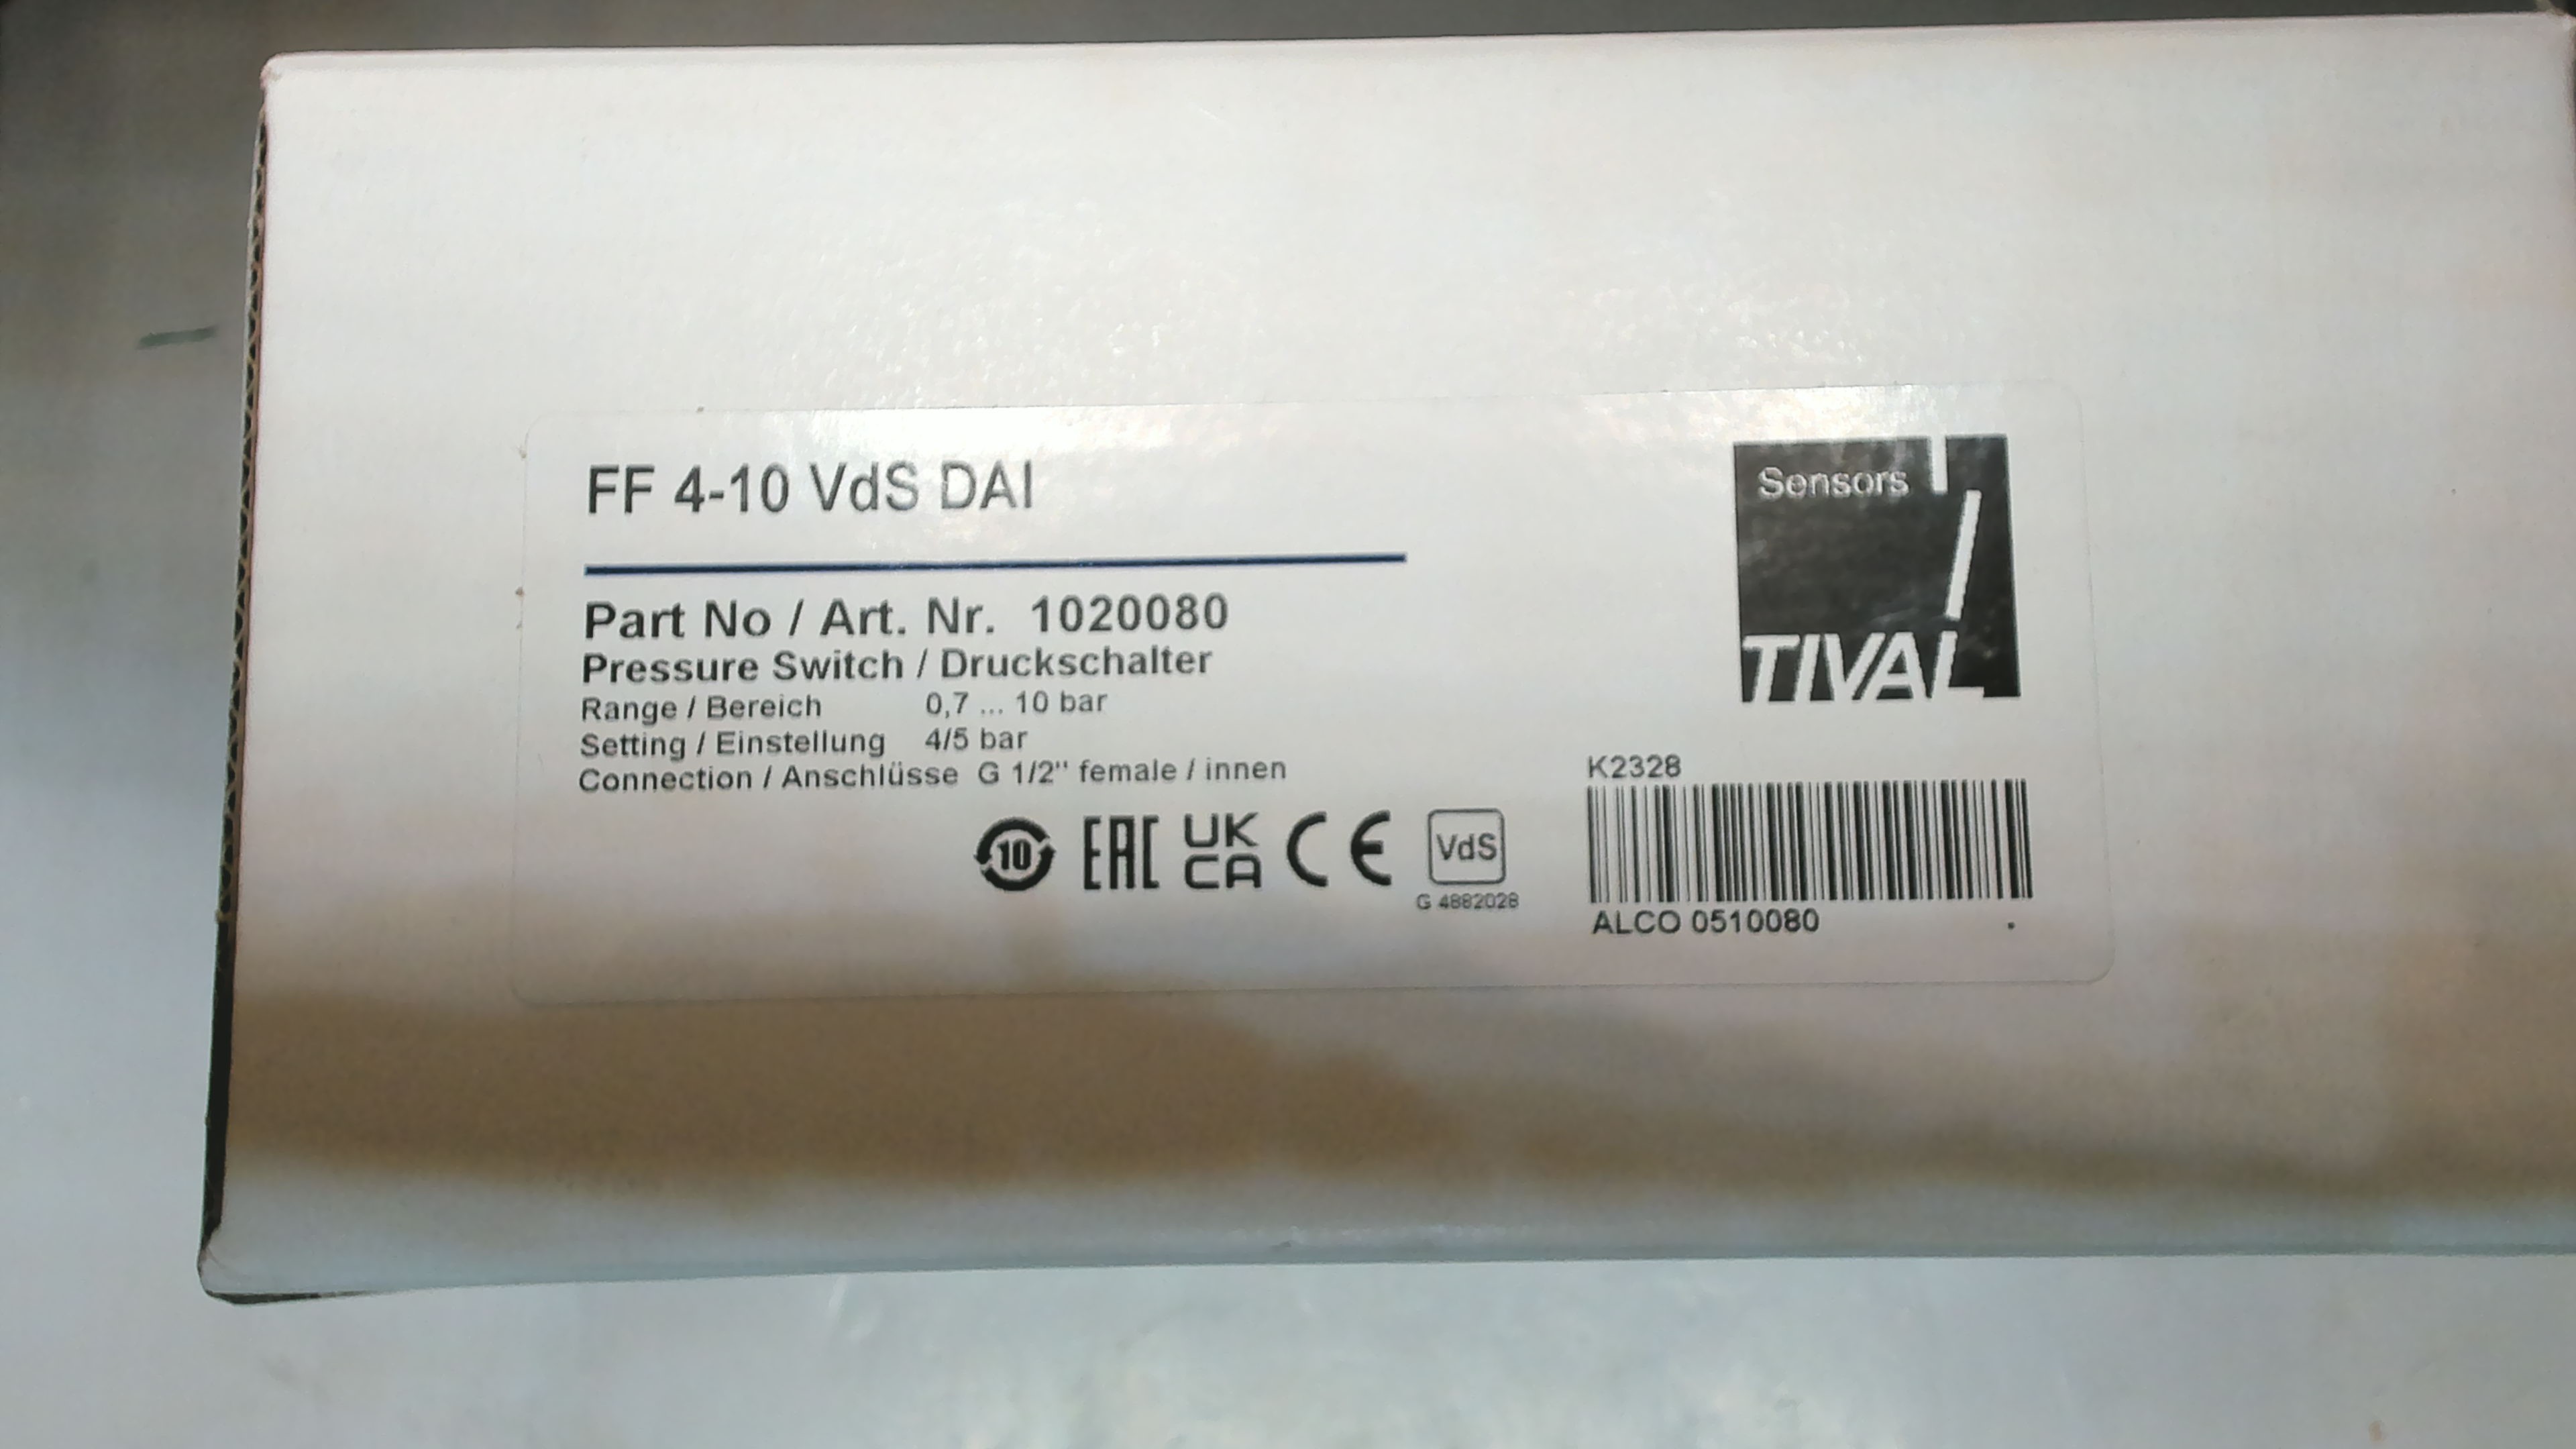 FF 4-10 VdS DAI
Sensors
TIVAL
Part No / Art. Nr. 1020080
Pressure Switch / Druckschalter
Range / Bereich 0,7 ... 10 bar
Setting / Einstellung 4/5 bar
Connection / Anschlüsse G 1/2" female / innen
10 EAC UK CA CE VdS
G 4882028
K2328
ALCO 0510080